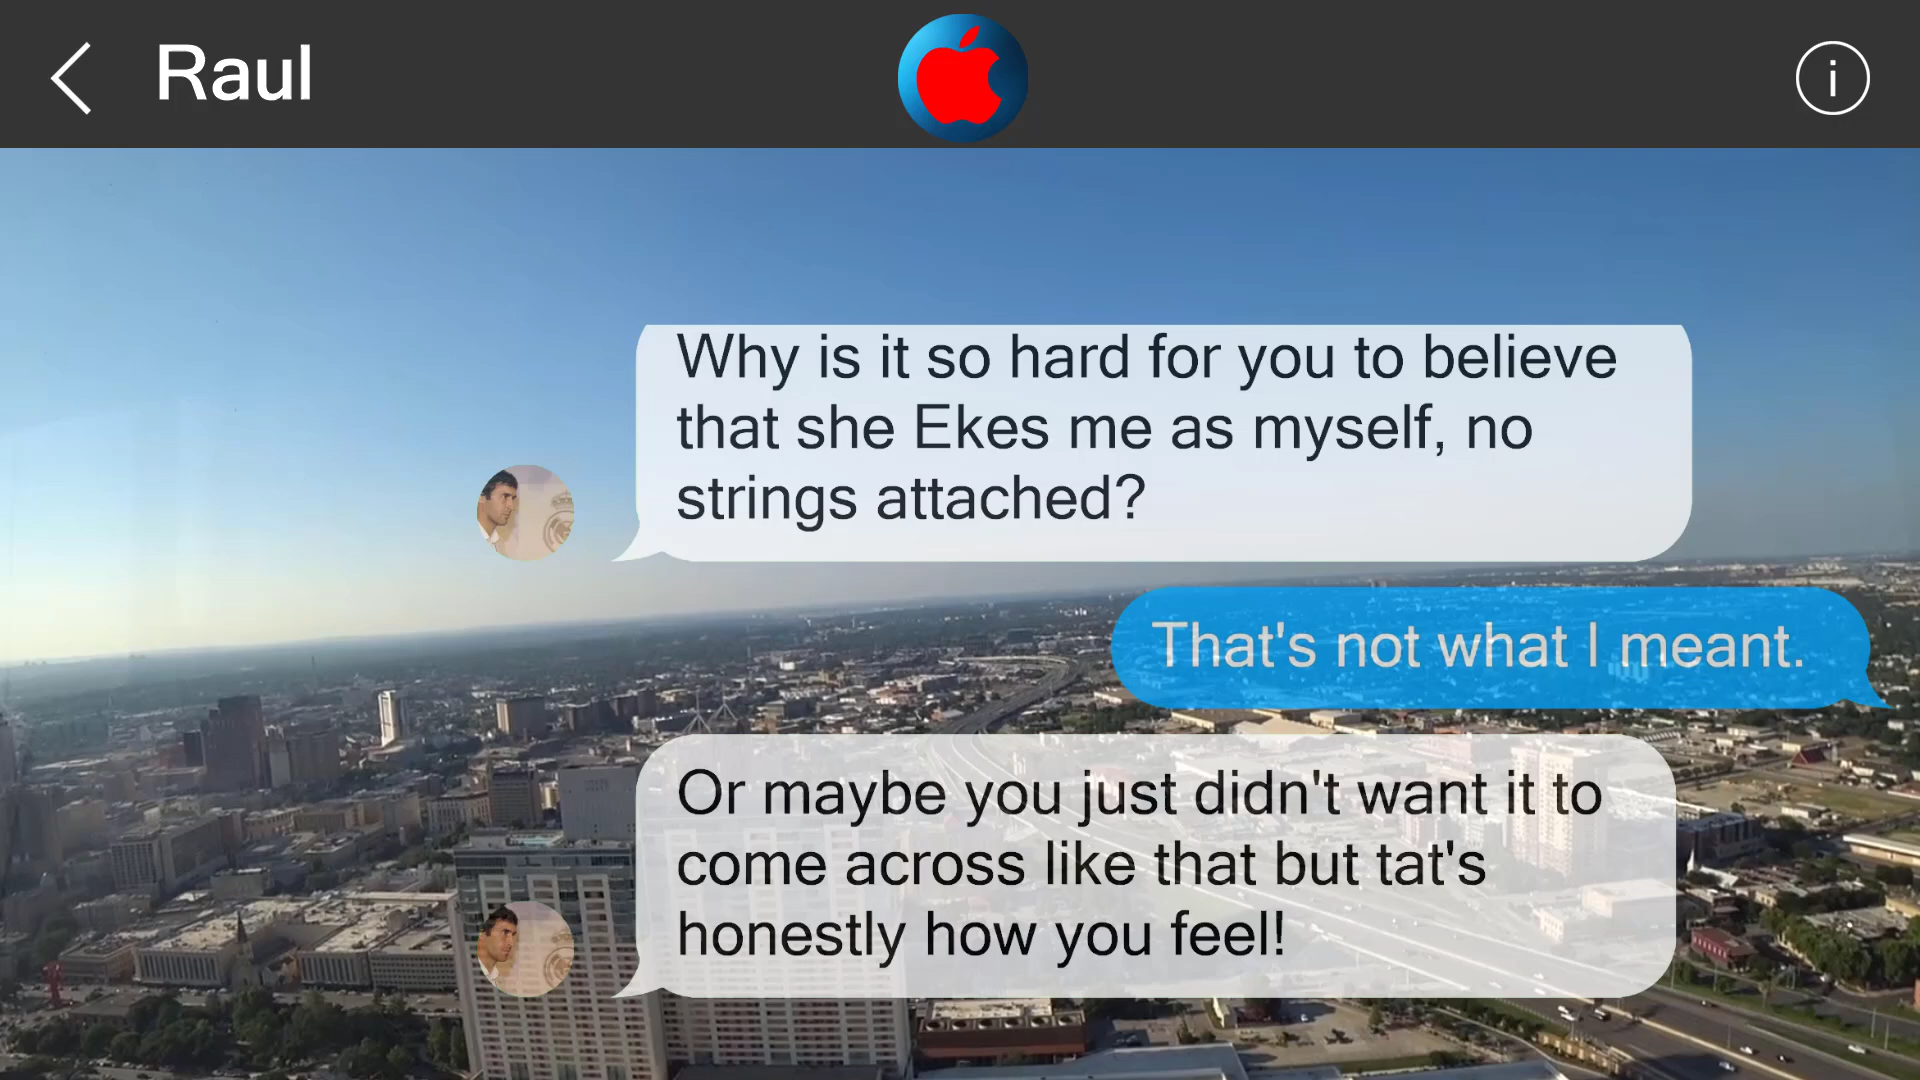 Raul
Why is it so hard for you to believe
that she Ekes me as myself, no
strings attached?
That's not what I meant.
Or maybe you just didn't want it to
come across like that but tat's
honestly how you feel!